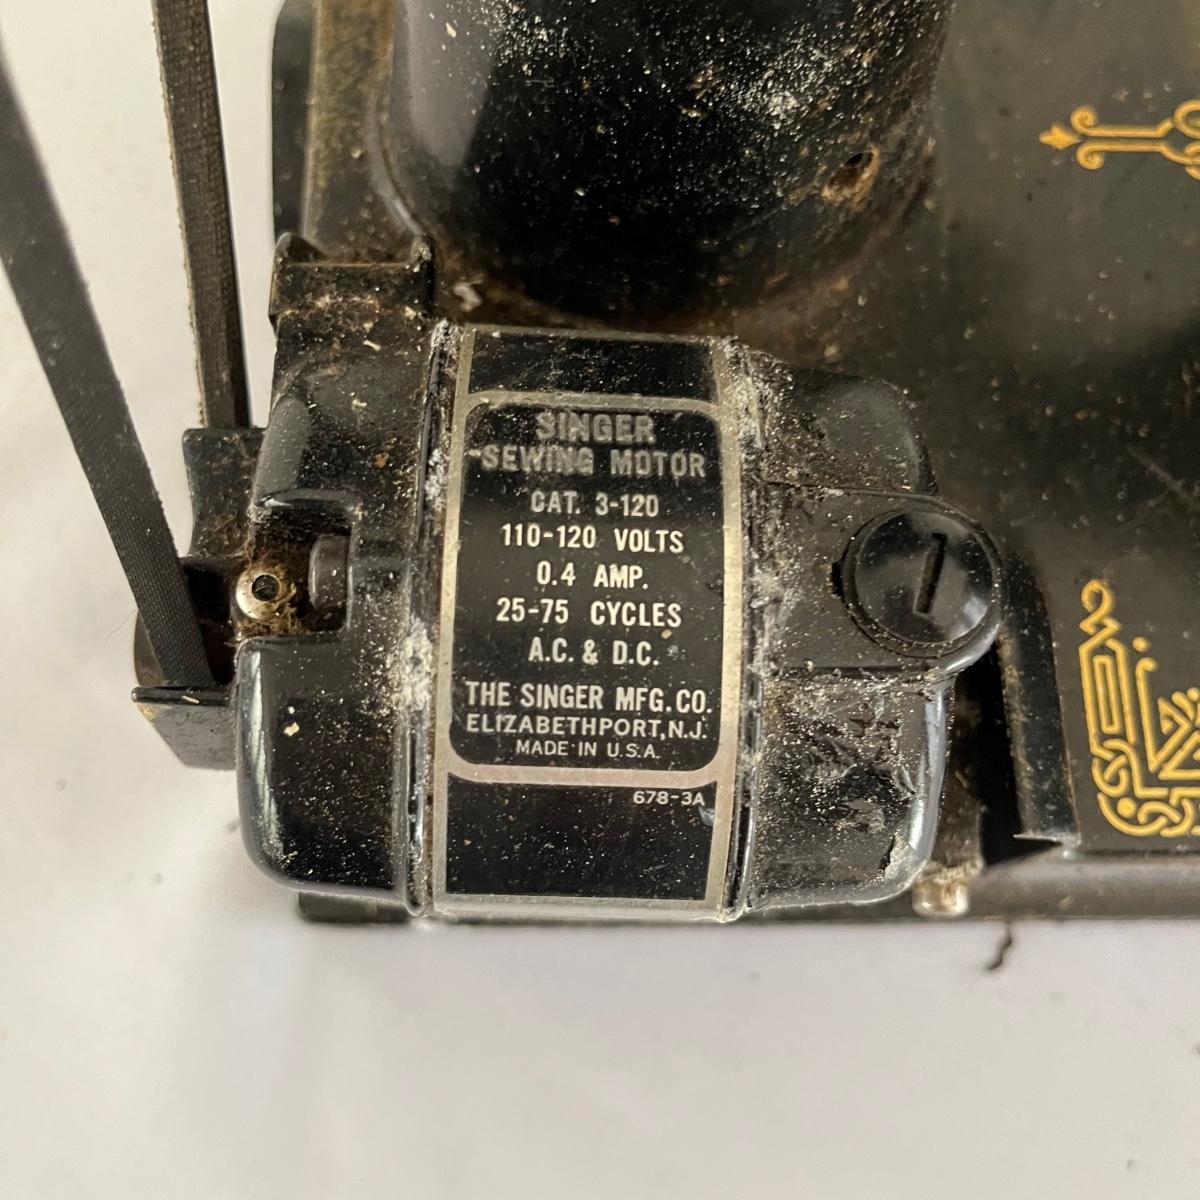 SINGER
SEWING MOTOR
CAT. 3-120
110-120 VOLTS
0.4 AMP.
25-75 CYCLES
A.C. & D.C.
THE SINGER MFG. CO.
ELIZABETHPORT, N.J.
MADE IN U.S.A.
678-3A